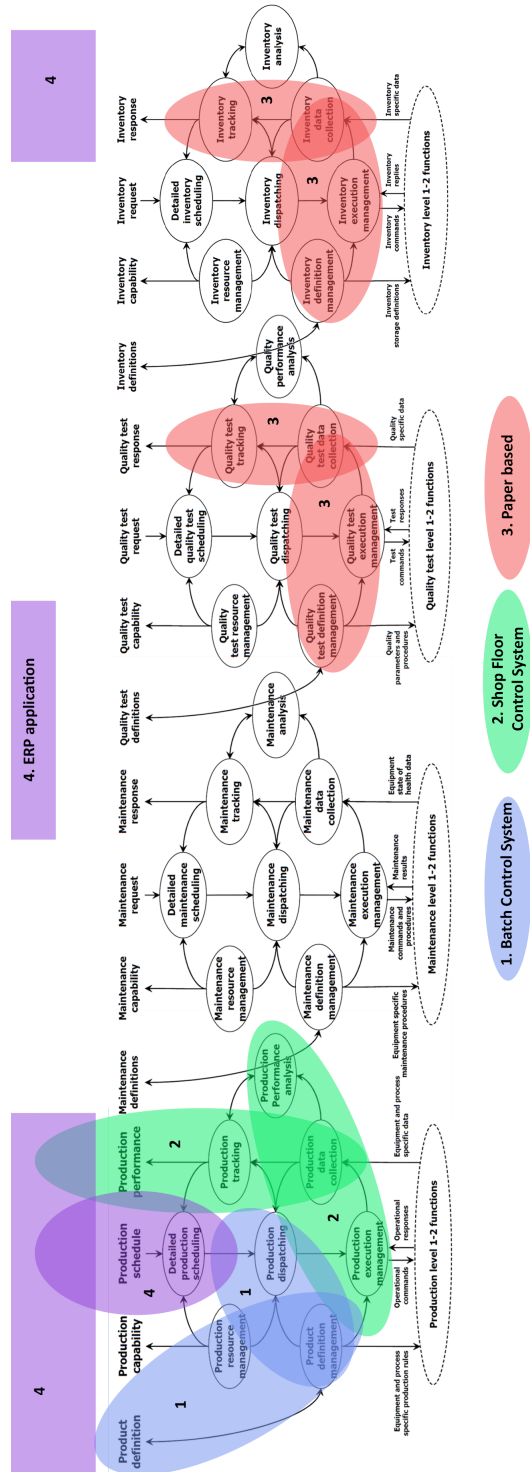 4
4. ERP application
4
Product definition
Production capability
Production schedule
Production performance
Maintenance definitions
Maintenance capability
Maintenance request
Maintenance response
Quality test definitions
Quality test capability
Quality test request
Quality test response
Inventory definitions
Inventory capability
Inventory request
Inventory response
1
4
2
Production resource management
Detailed production scheduling
Production tracking
Production Performance analysis
1
Production dispatching
Product definition management
Production data collection
2
Production execution management
Equipment and process specific production rules
Operational commands
Operational responses
Equipment and process specific data
Production level 1-2 functions
Maintenance resource management
Detailed maintenance scheduling
Maintenance tracking
Maintenance analysis
Maintenance dispatching
Maintenance definition management
Maintenance data collection
Maintenance execution management
Equipment specific maintenance procedures
Maintenance commands and procedures
Maintenance results
Equipment state of health data
Maintenance level 1-2 functions
Quality test resource management
Detailed quality test scheduling
Quality test tracking
Quality performance analysis
3
Quality test dispatching
Quality test definition management
3
Quality test data collection
Quality test execution management
Quality parameters and procedures
Test commands
Test responses
Quality specific data
Quality test level 1-2 functions
Inventory resource management
Detailed inventory scheduling
Inventory tracking
Inventory analysis
3
Inventory dispatching
Inventory definition management
3
Inventory data collection
Inventory execution management
Inventory storage definitions
Inventory commands
Inventory replies
Inventory specific data
Inventory level 1-2 functions
1. Batch Control System
2. Shop Floor
Control System
3. Paper based